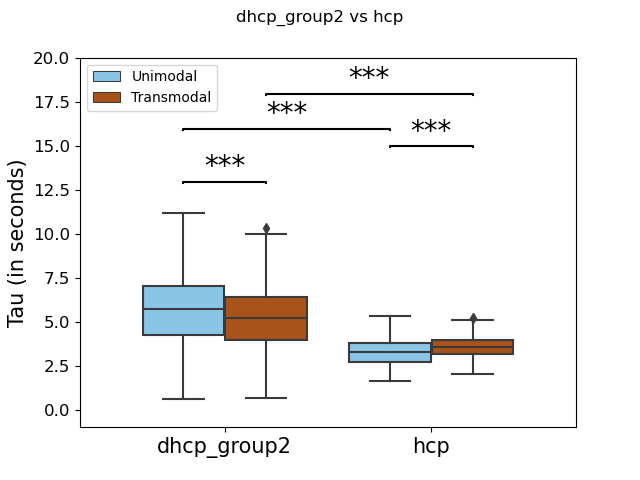 dhcp_group2 vs hcp
Unimodal
Transmodal
***
***
***
***
20.0
17.5
15.0
12.5
10.0
7.5
5.0
2.5
0.0
Tau (in seconds)
dhcp_group2
hcp